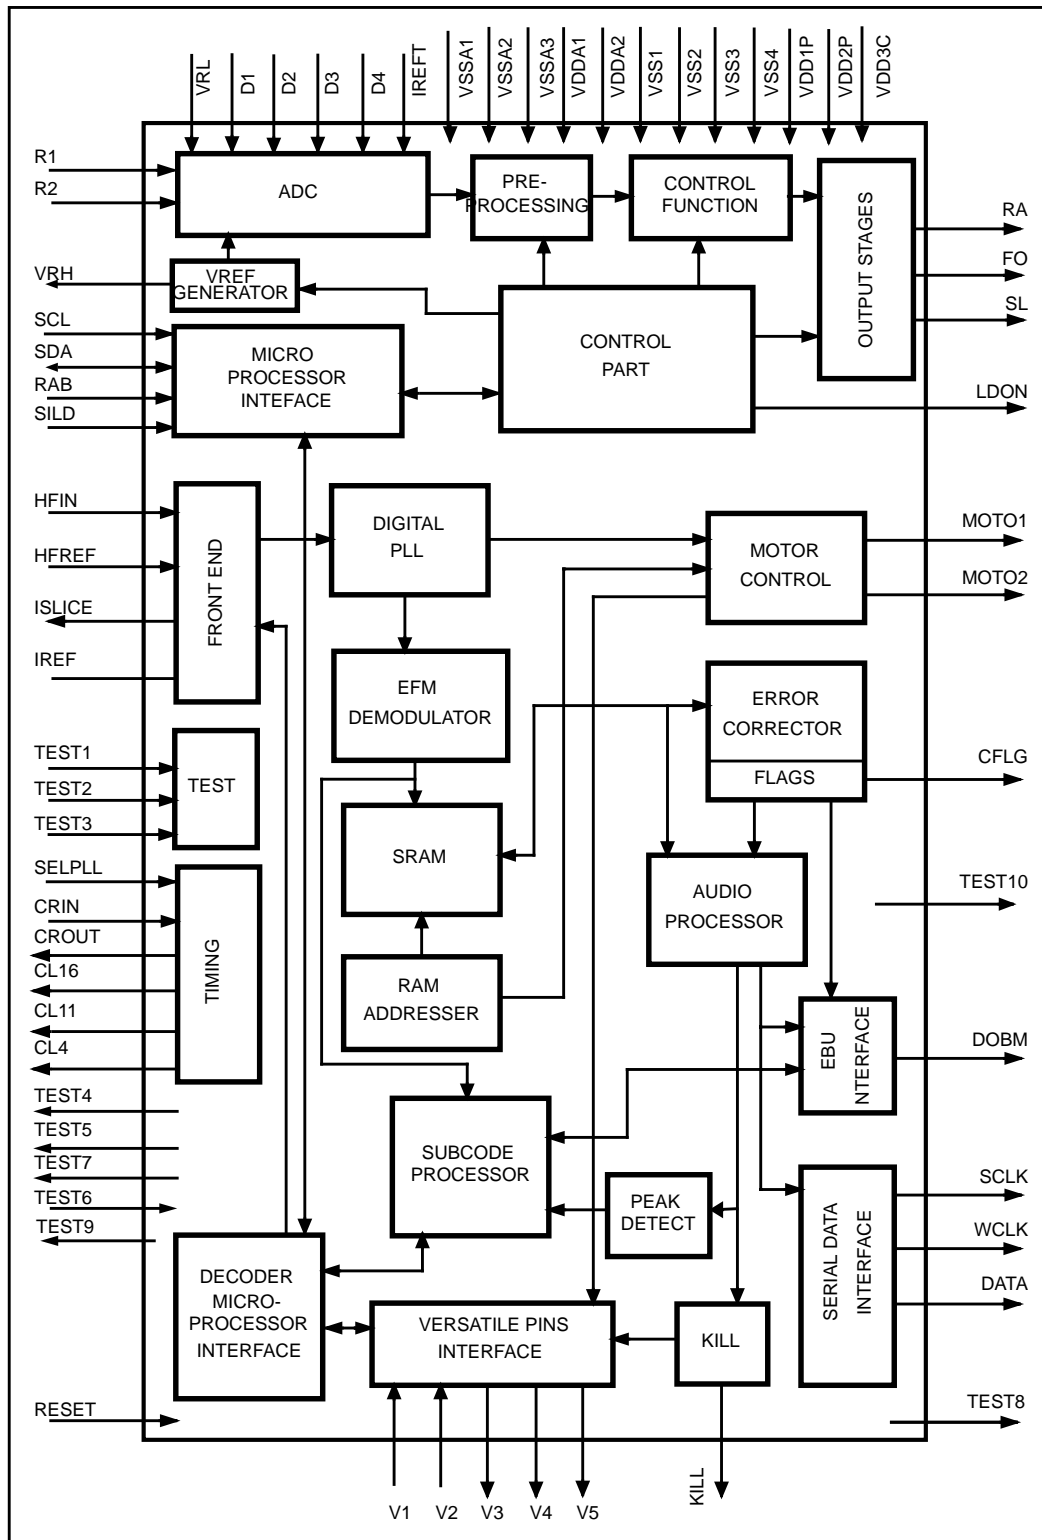 VRL
D1
D2
D3
D4
IREFT
VSSA1
VSSA2
VSSA3
VDDA1
VDDA2
VSS1
VSS2
VSS3
VSS4
VDD1P
VDD2P
VDD3C
R1
R2
ADC
PRE-
PROCESSING
CONTROL
FUNCTION
OUTPUT STAGES
RA
FO
SL
VRH
VREF
GENERATOR
SCL
SDA
RAB
SILD
MICRO
PROCESSOR
INTEFACE
CONTROL
PART
LDON
HFIN
HFREF
ISLICE
IREF
FRONT END
DIGITAL
PLL
MOTOR
CONTROL
MOTO1
MOTO2
EFM
DEMODULATOR
ERROR
CORRECTOR
FLAGS
CFLG
TEST1
TEST2
TEST3
TEST
SRAM
SELPLL
CRIN
CROUT
CL16
CL11
CL4
TIMING
AUDIO
PROCESSOR
TEST10
RAM
ADDRESSER
EBU
NTERFACE
DOBM
TEST4
TEST5
TEST7
TEST6
TEST9
SUBCODE
PROCESSOR
PEAK
DETECT
SERIAL DATA
INTERFACE
SCLK
WCLK
DATA
DECODER
MICRO-
PROCESSOR
INTERFACE
VERSATILE PINS
INTERFACE
KILL
RESET
TEST8
V1
V2
V3
V4
V5
KILL